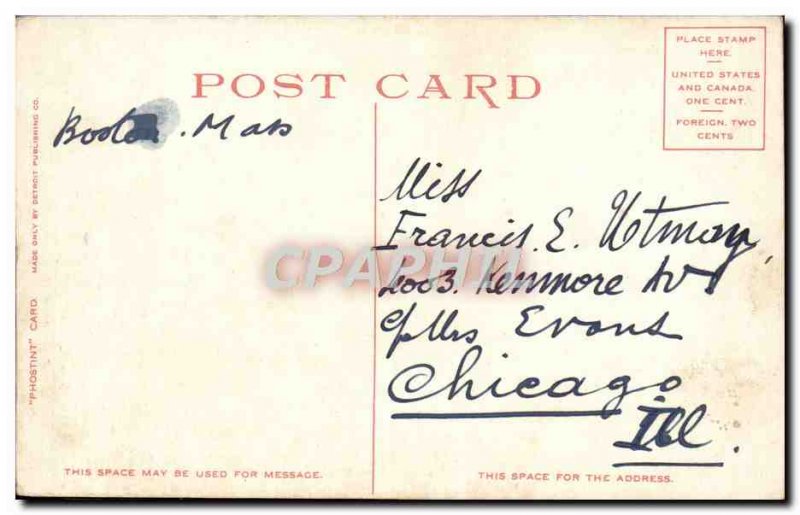 POST CARD
PLACE STAMP
HERE.
UNITED STATES
AND CANADA.
ONE CENT.
FOREIGN, TWO
CENTS
Boston. Mass
Miss
Francis. E.
Kenmore Av
c/o Mrs Evans
Chicago
Ill.
"PHOSTINT" CARD
MADE ONLY BY DETROIT PUBLISHING CO.
CPAPHIL
THIS SPACE MAY BE USED FOR MESSAGE.
THIS SPACE FOR THE ADDRESS.